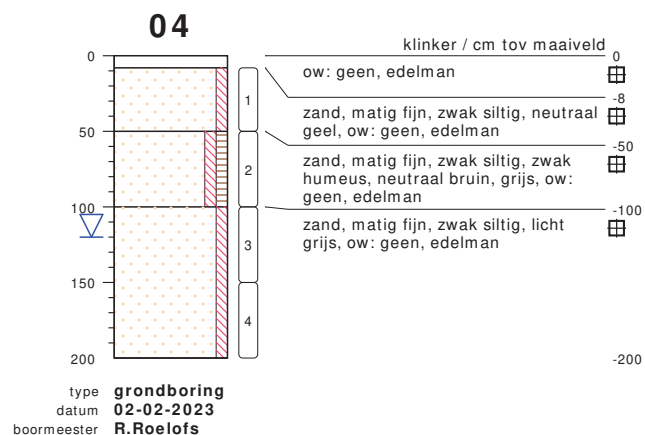 04
klinker / cm tov maaiveld
0
0
ow: geen, edelman
-8
1
zand, matig fijn, zwak siltig, neutraal
geel, ow: geen, edelman
50
-50
2
zand, matig fijn, zwak siltig, zwak
humeus, neutraal bruin, grijs, ow:
geen, edelman
100
-100
3
zand, matig fijn, zwak siltig, licht
grijs, ow: geen, edelman
150
4
200
-200
type grondboring
datum 02-02-2023
boormeester R.Roelofs